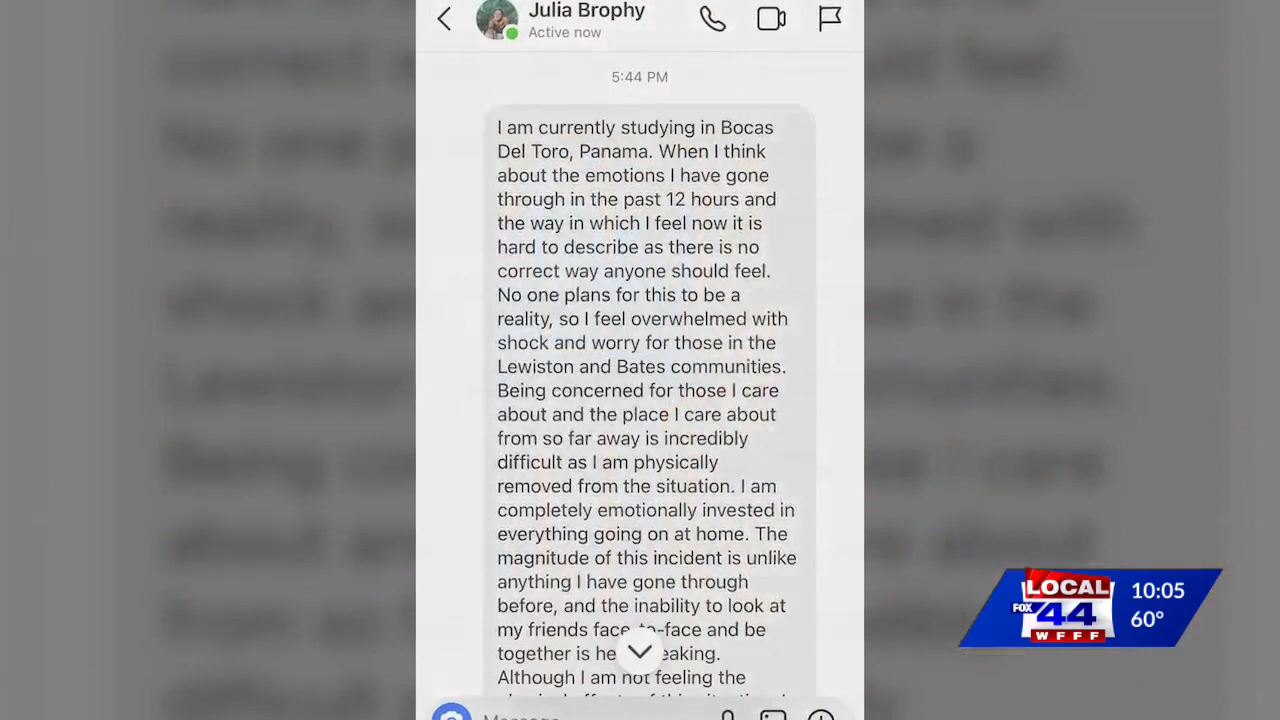 Julia Brophy
Active now
5:44 PM
I am currently studying in Bocas
Del Toro, Panama. When I think
about the emotions I have gone
through in the past 12 hours and
the way in which I feel now it is
hard to describe as there is no
correct way anyone should feel.
No one plans for this to be a
reality, so I feel overwhelmed with
shock and worry for those in the
Lewiston and Bates communities.
Being concerned for those I care
about and the place I care about
from so far away is incredibly
difficult as I am physically
removed from the situation. I am
completely emotionally invested in
everything going on at home. The
magnitude of this incident is unlike
anything I have gone through
before, and the inability to look at
my friends face-to-face and be
together is he eaking.
Although I am not feeling the
LOCAL
FOX 44
WFFF
10:05
60°